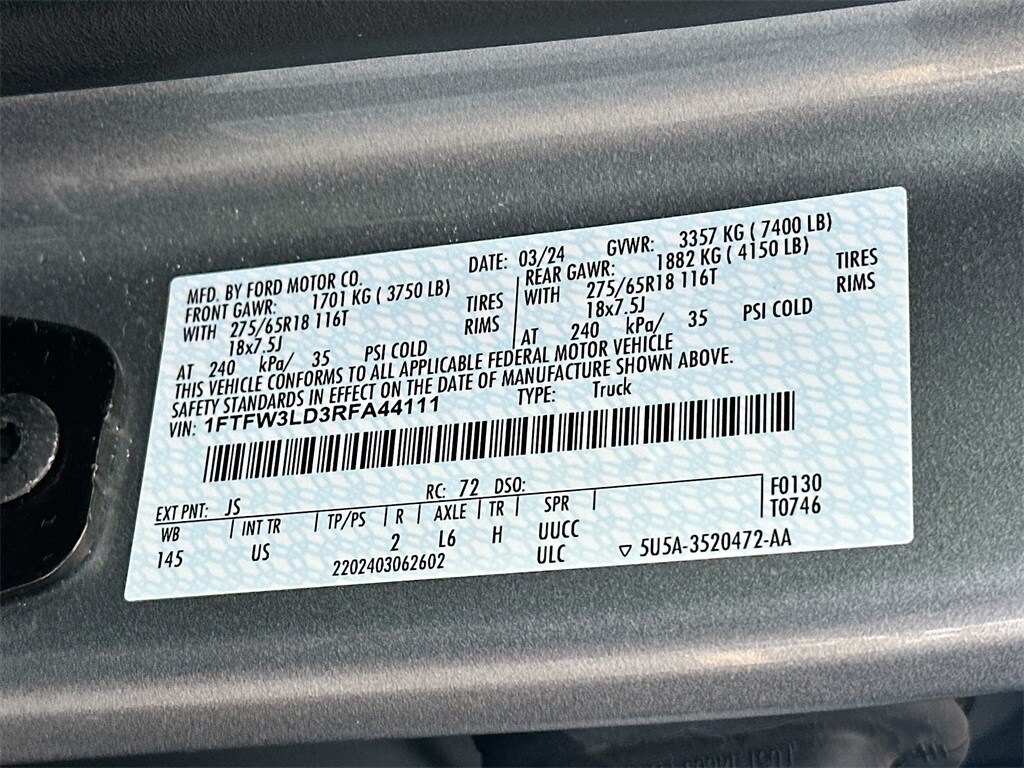 MFD. BY FORD MOTOR CO.
DATE: 03/24 GVWR: 3357 KG ( 7400 LB)
FRONT GAWR: 1701 KG ( 3750 LB)
REAR GAWR: 1882 KG ( 4150 LB)
WITH 275/65R18 116T TIRES
WITH 275/65R18 116T TIRES
18x7.5J RIMS
18x7.5J RIMS
AT 240 kPa/ 35 PSI COLD
AT 240 kPa/ 35 PSI COLD
THIS VEHICLE CONFORMS TO ALL APPLICABLE FEDERAL MOTOR VEHICLE
SAFETY STANDARDS IN EFFECT ON THE DATE OF MANUFACTURE SHOWN ABOVE.
VIN: 1FTFW3LD3RFA44111 TYPE: Truck
EXT PNT: JS RC: 72 DSO: F0130
T0746
WB INT TR TP/PS R AXLE TR SPR
145 US 2 L6 H UUCC
2202403062602 ULC ▽ 5U5A-3520472-AA